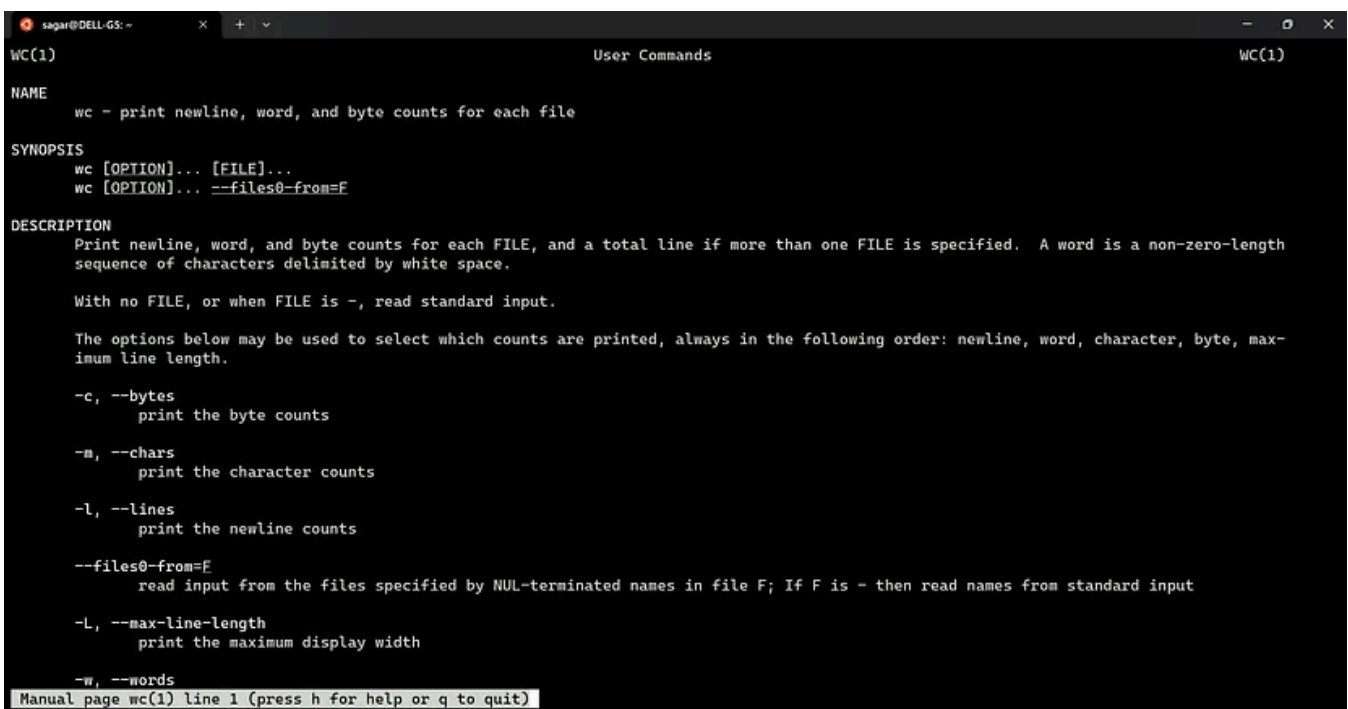 sagar@DELL-G5: ~
WC(1) User Commands WC(1)
NAME
wc - print newline, word, and byte counts for each file
SYNOPSIS
wc [OPTION]... [FILE]...
wc [OPTION]... --files0-from=F
DESCRIPTION
Print newline, word, and byte counts for each FILE, and a total line if more than one FILE is specified.  A word is a non-zero-length
sequence of characters delimited by white space.
With no FILE, or when FILE is -, read standard input.
The options below may be used to select which counts are printed, always in the following order: newline, word, character, byte, max-
imum line length.
-c, --bytes
print the byte counts
-m, --chars
print the character counts
-l, --lines
print the newline counts
--files0-from=F
read input from the files specified by NUL-terminated names in file F; If F is - then read names from standard input
-L, --max-line-length
print the maximum display width
-w, --words
Manual page wc(1) line 1 (press h for help or q to quit)